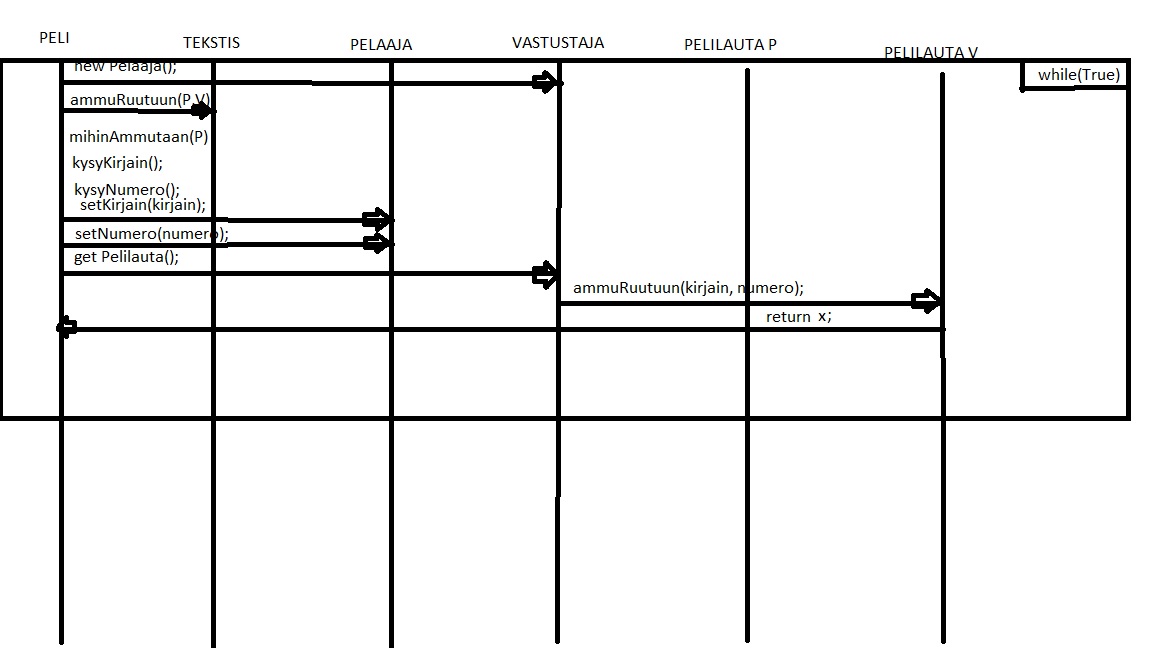 PELI
TEKSTIS
PELAAJA
VASTUSTAJA
PELILAUTA P
PELILAUTA V
while(True)
new Pelaaja();
ammuRuutuun(P,V)
mihinAmmutaan(P)
kysyKirjain();
kysyNumero();
setKirjain(kirjain);
setNumero(numero);
get Pelilauta();
ammuRuutuun(kirjain, numero);
return x;